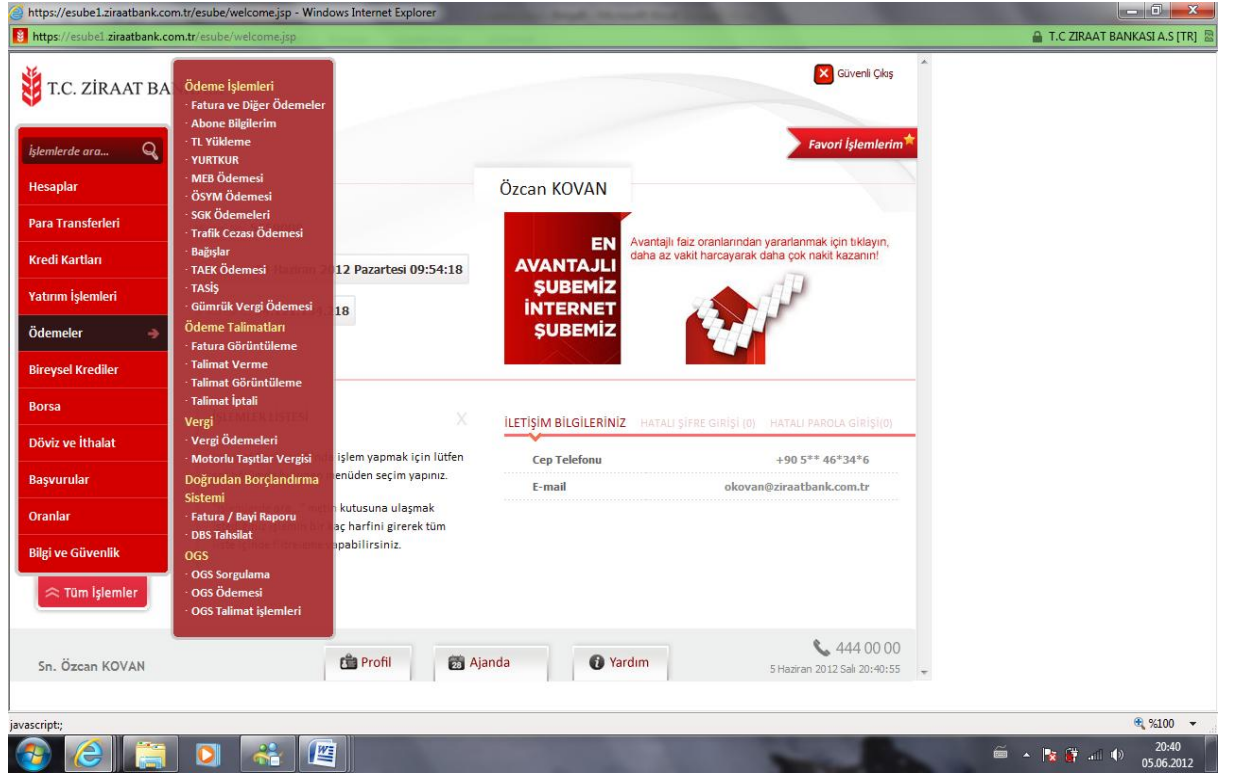 https://esube1.ziraatbank.com.tr/esube/welcome.jsp - Windows Internet Explorer
https://esube1.ziraatbank.com.tr/esube/welcome.jsp
T.C ZIRAAT BANKASI A.S [TR]
T.C. ZİRAAT BA
Güvenli Çıkış
Favori İşlemlerim
İşlemlerde ara...
Hesaplar
Para Transferleri
Kredi Kartları
Yatırım İşlemleri
Ödemeler
Bireysel Krediler
Borsa
Döviz ve İthalat
Başvurular
Oranlar
Bilgi ve Güvenlik
Tüm İşlemler
Ödeme İşlemleri
· Fatura ve Diğer Ödemeler
· Abone Bilgilerim
· TL Yükleme
· YURTKUR
· MEB Ödemesi
· ÖSYM Ödemesi
· SGK Ödemeleri
· Trafik Cezası Ödemesi
· Bağışlar
· TAEK Ödemesi
· TASİŞ
· Gümrük Vergi Ödemesi
Ödeme Talimatları
· Fatura Görüntüleme
· Talimat Verme
· Talimat Görüntüleme
· Talimat İptali
Vergi
· Vergi Ödemeleri
· Motorlu Taşıtlar Vergisi
Doğrudan Borçlandırma
Sistemi
· Fatura / Bayi Raporu
· DBS Tahsilat
OGS
· OGS Sorgulama
· OGS Ödemesi
· OGS Talimat işlemleri
12 Pazartesi 09:54:18
18
Özcan KOVAN
EN
AVANTAJLI
ŞUBEMİZ
İNTERNET
ŞUBEMİZ
Avantajlı faiz oranlarından yararlanmak için tıklayın,
daha az vakit harcayarak daha çok nakit kazanın!
X
işlem yapmak için lütfen
menüden seçim yapınız.
kutusuna ulaşmak
kaç harfini girerek tüm
yapabilirsiniz.
İLETİŞİM BİLGİLERİNİZ HATALI ŞİFRE GİRİŞİ (0) HATALI PAROLA GİRİŞİ(0)
Cep Telefonu +90 5** 46*34*6
E-mail okovan@ziraatbank.com.tr
Sn. Özcan KOVAN
Profil
28 Ajanda
Yardım
444 00 00
5 Haziran 2012 Salı 20:40:55
javascript:;
%100
20:40
05.06.2012